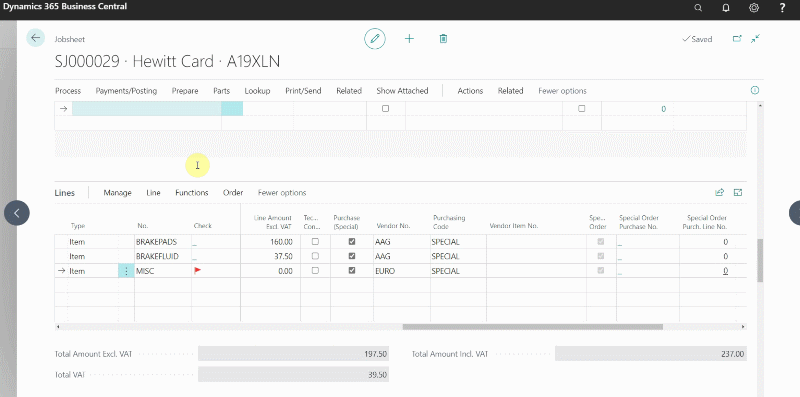 Dynamics 365 Business Central
?
Jobsheet
Saved
SJ000029 · Hewitt Card · A19XLN
Process Payments/Posting Prepare Parts Lookup Print/Send Related Show Attached Actions Related Fewer options
0
Lines Manage Line Functions Order Fewer options
Type No. Check Line Amount Excl. VAT Tec... Con... Purchase (Special) Vendor No. Purchasing Code Vendor Item No. Spe... Order Special Order Purchase No. Special Order Purch. Line No.
Item BRAKEPADS _ 160.00 AAG SPECIAL _ 0
Item BRAKEFLUID _ 37.50 AAG SPECIAL _ 0
Item MISC 0.00 EURO SPECIAL _ 0
Total Amount Excl. VAT 197.50 Total Amount Incl. VAT 237.00
Total VAT 39.50